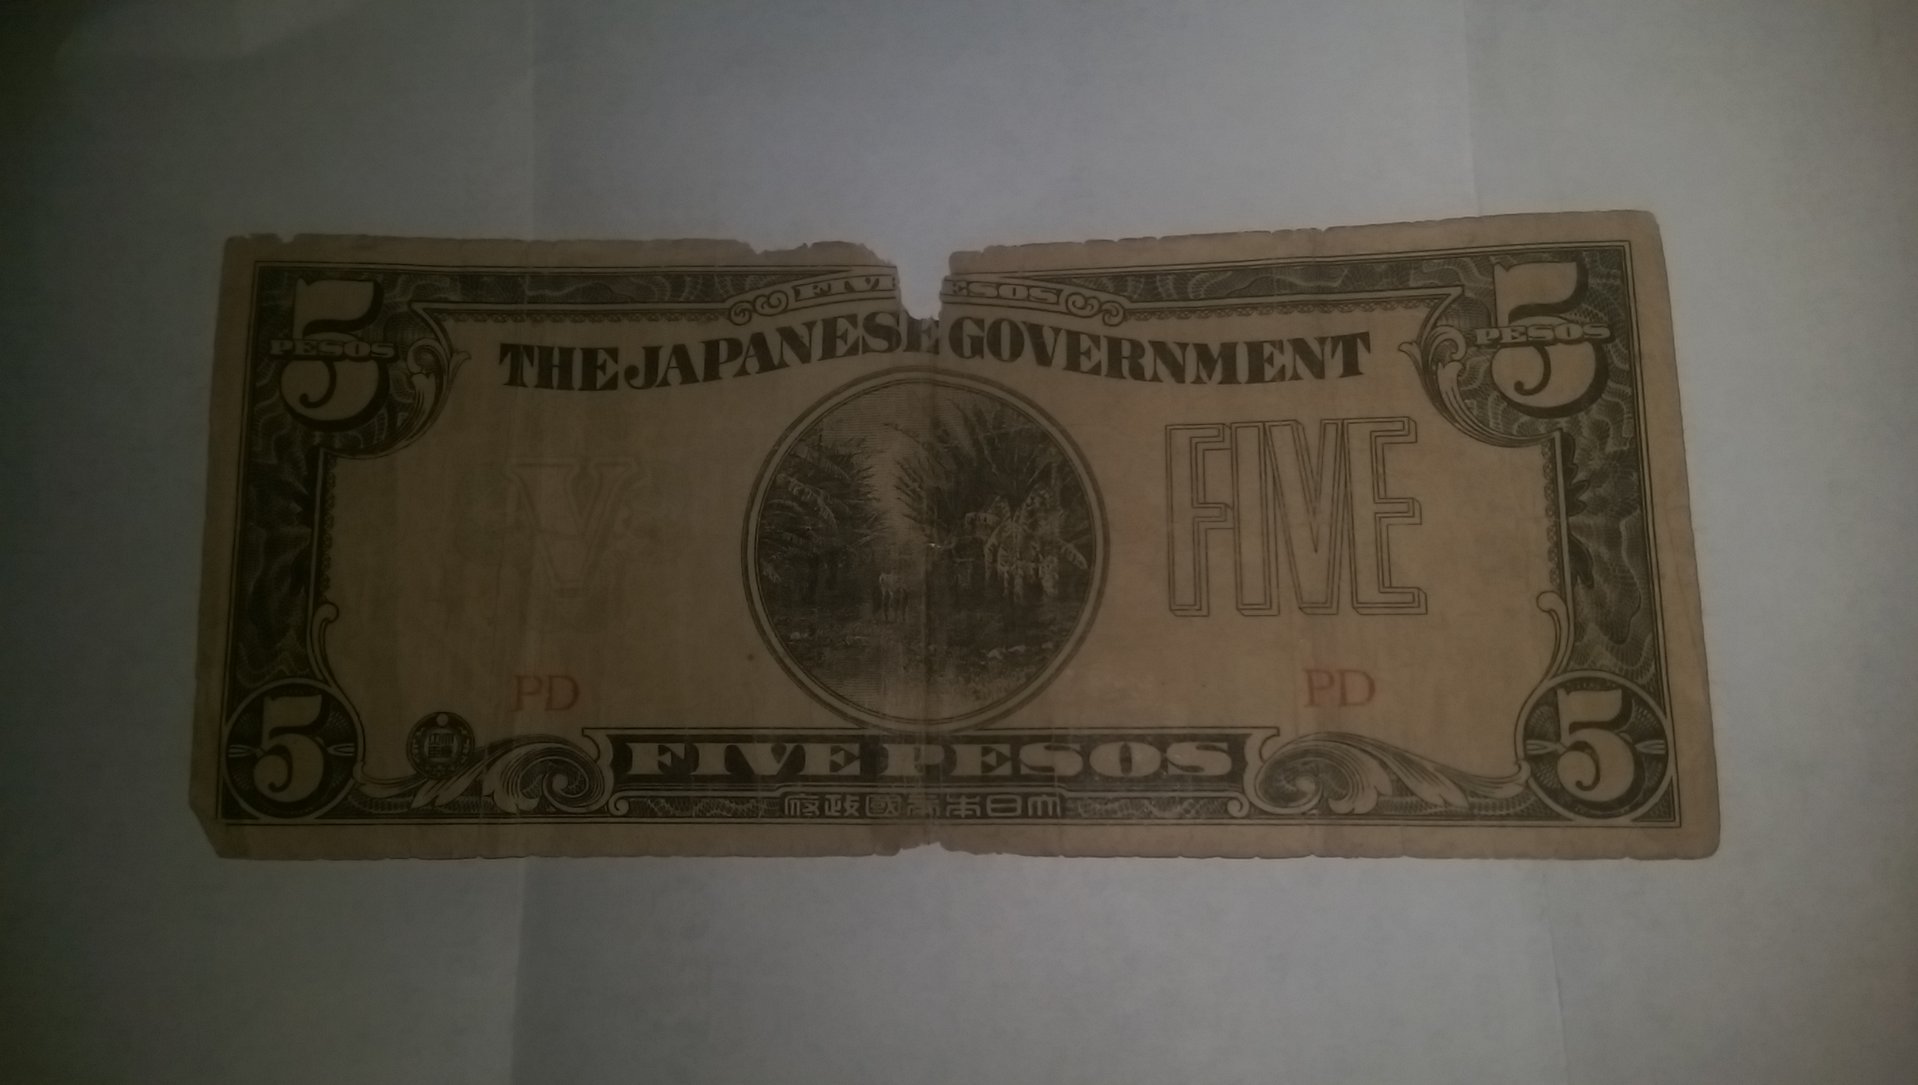 5 PESOS
FIVE ESOS
5 PESOS
THE JAPANESE GOVERNMENT
V
FIVE
PD
PD
5
FIVE PESOS
5
府政國帝本日大